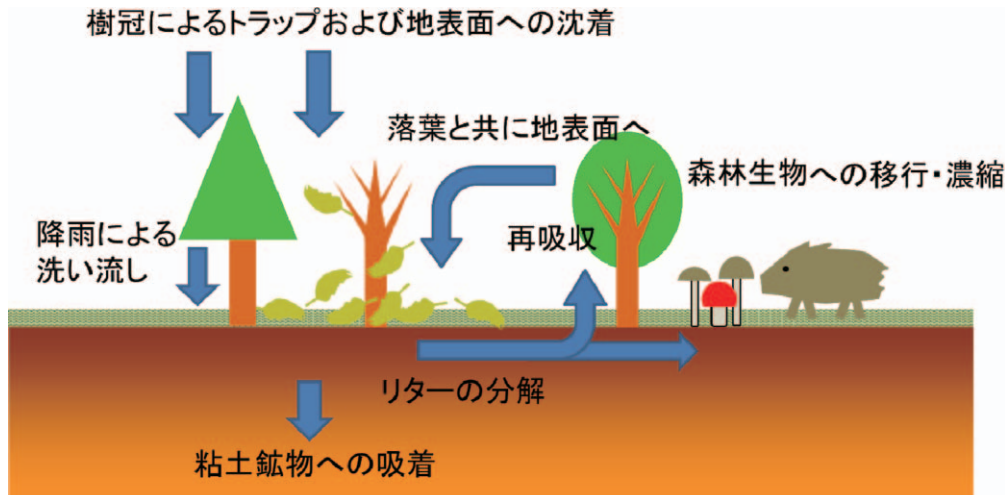 樹冠によるトラップおよび地表面への沈着
落葉と共に地表面へ
森林生物への移行・濃縮
降雨による
洗い流し
再吸収
リターの分解
粘土鉱物への吸着